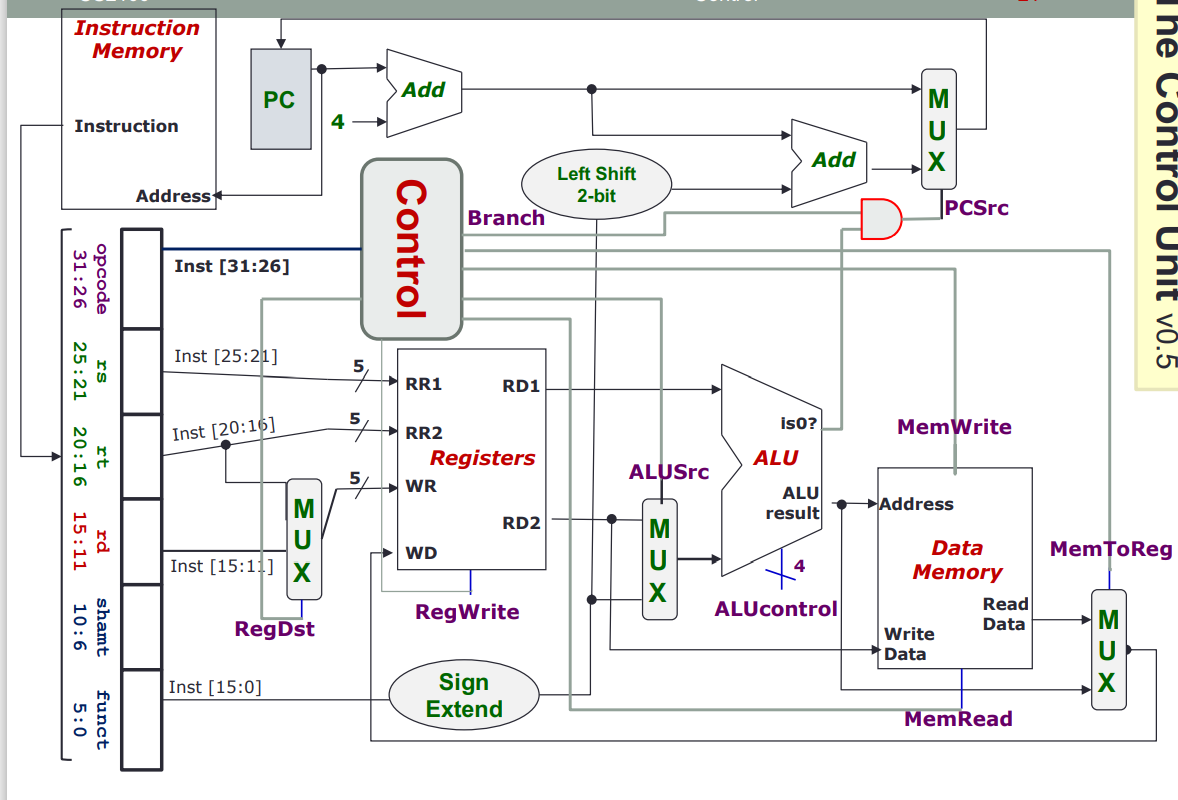 Instruction
Memory
Instruction
Address
PC
4
Add
Add
M
U
X
Left Shift
2-bit
PCSrc
Branch
Control
opcode
31:26
rs
25:21
rt
20:16
rd
15:11
shamt
10:6
funct
5:0
Inst [31:26]
Inst [25:21]
Inst [20:16]
Inst [15:11]
Inst [15:0]
5
5
5
M
U
X
RegDst
RR1
RR2
WR
WD
RD1
RD2
Registers
RegWrite
Sign
Extend
ALUSrc
M
U
X
is0?
ALU
ALU
result
4
ALUcontrol
MemWrite
Address
Data
Memory
Read
Data
Write
Data
MemRead
MemToReg
M
U
X
Control Unit v0.5